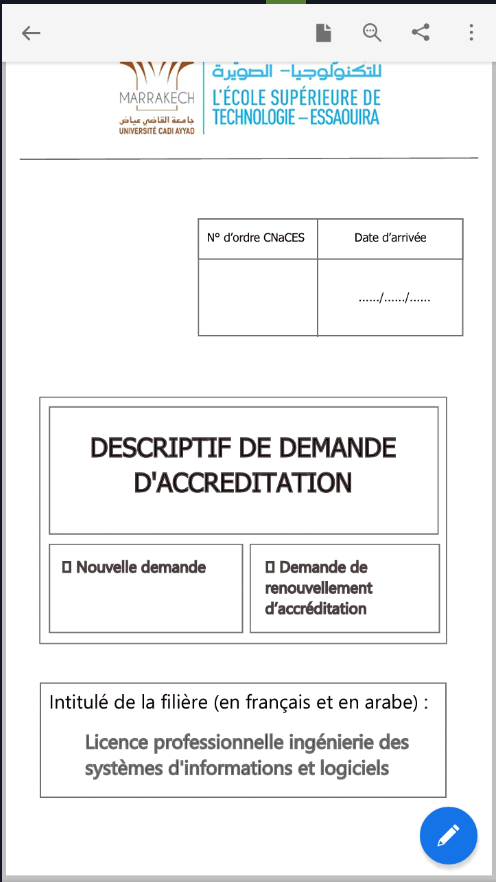 للتكنولوجيا– الصويرة
MARRAKECH
L'ÉCOLE SUPÉRIEURE DE
جامعة القاضي عياض
TECHNOLOGIE – ESSAOUIRA
UNIVERSITÉ CADI AYYAD
N° d'ordre CNaCES
Date d'arrivée
....../....../......
DESCRIPTIF DE DEMANDE
D'ACCREDITATION
Nouvelle demande
Demande de
renouvellement
d'accréditation
Intitulé de la filière (en français et en arabe) :
Licence professionnelle ingénierie des
systèmes d'informations et logiciels